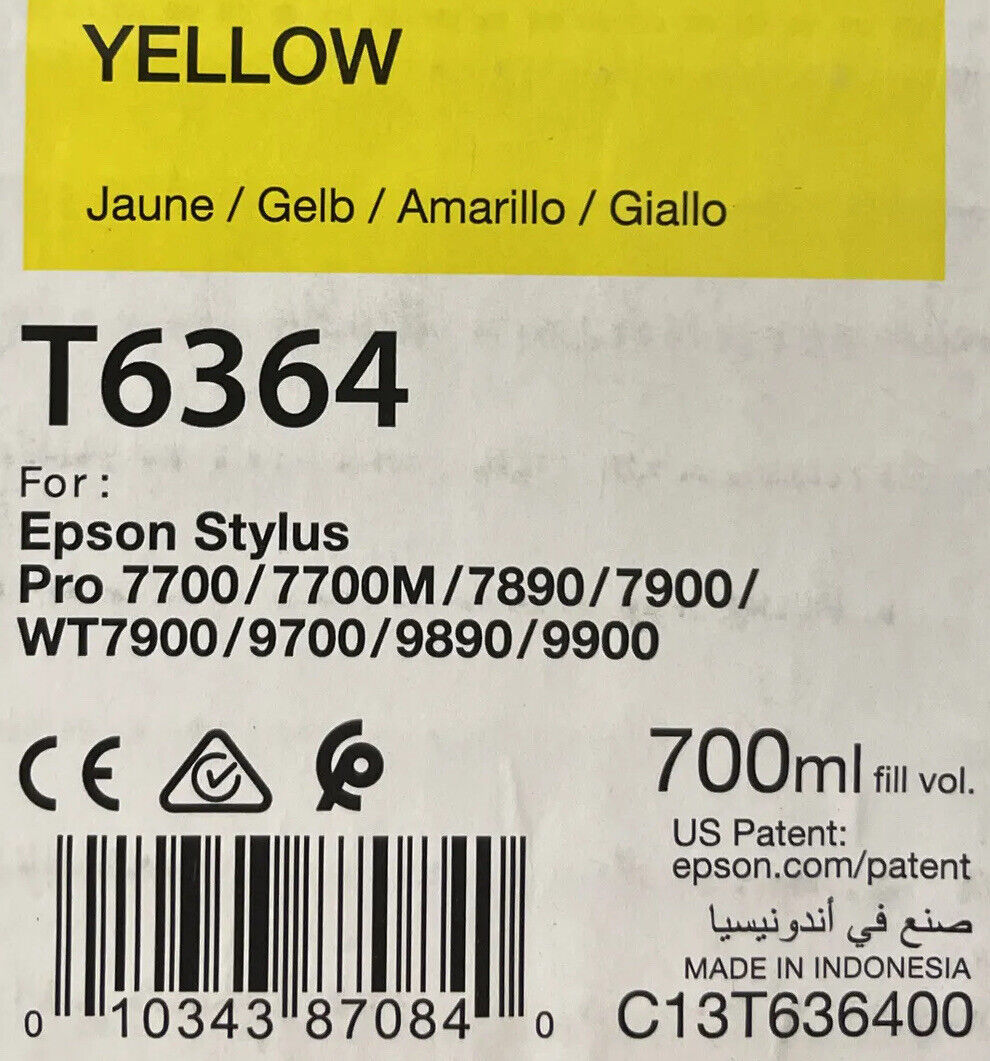 YELLOW
Jaune / Gelb / Amarillo / Giallo
T6364
For :
Epson Stylus
Pro 7700/7700M/7890/7900/
WT7900/9700/9890/9900
CE
700ml fill vol.
US Patent:
epson.com/patent
صنع في أندونيسيا
MADE IN INDONESIA
C13T636400
0 10343 87084 0